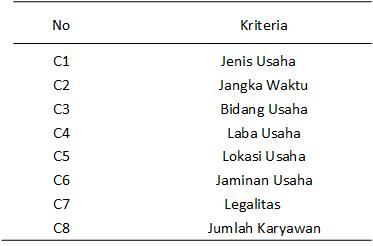 No Kriteria
C1 Jenis Usaha
C2 Jangka Waktu
C3 Bidang Usaha
C4 Laba Usaha
C5 Lokasi Usaha
C6 Jaminan Usaha
C7 Legalitas
C8 Jumlah Karyawan